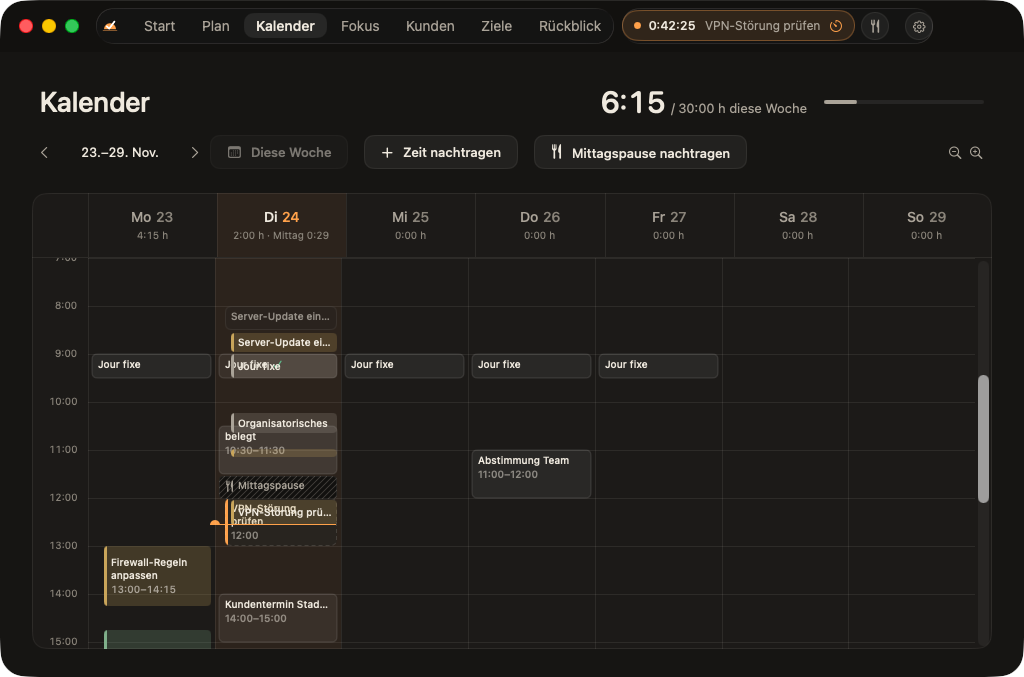 Start
Plan
Kalender
Fokus
Kunden
Ziele
Rückblick
0:42:25 VPN-Störung prüfen
Kalender
6:15 / 30:00 h diese Woche
23.–29. Nov.
Diese Woche
+ Zeit nachtragen
Mittagspause nachtragen
Mo 23
4:15 h
Di 24
2:00 h · Mittag 0:29
Mi 25
0:00 h
Do 26
0:00 h
Fr 27
0:00 h
Sa 28
0:00 h
So 29
0:00 h
8:00
Server-Update ein...
Server-Update ei...
9:00
Jour fixe
Jour fixe ✓
Jour fixe
Jour fixe
Jour fixe
Jour fixe
10:00
Organisatorisches
belegt
10:30–11:30
11:00
Abstimmung Team
11:00–12:00
Mittagspause
12:00
VPN-Störung
prüfen
VPN-Störung prü...
12:00
13:00
Firewall-Regeln
anpassen
13:00–14:15
14:00
Kundentermin Stad...
14:00–15:00
15:00